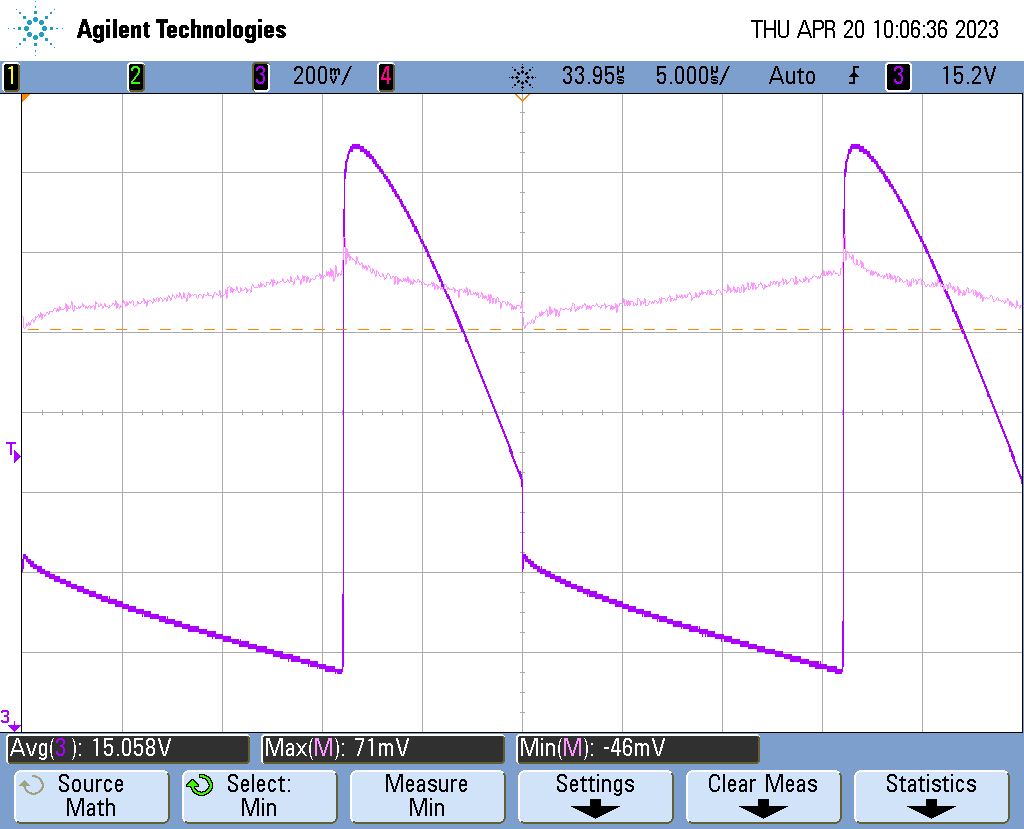 Agilent Technologies
THU APR 20 10:06:36 2023
1 2 3 200mV/ 4 33.95µs 5.000µs/ Auto 3 15.2V
T
3
Avg(3): 15.058V Max(M): 71mV Min(M): -46mV
Source Math
Select: Min
Measure Min
Settings
Clear Meas
Statistics